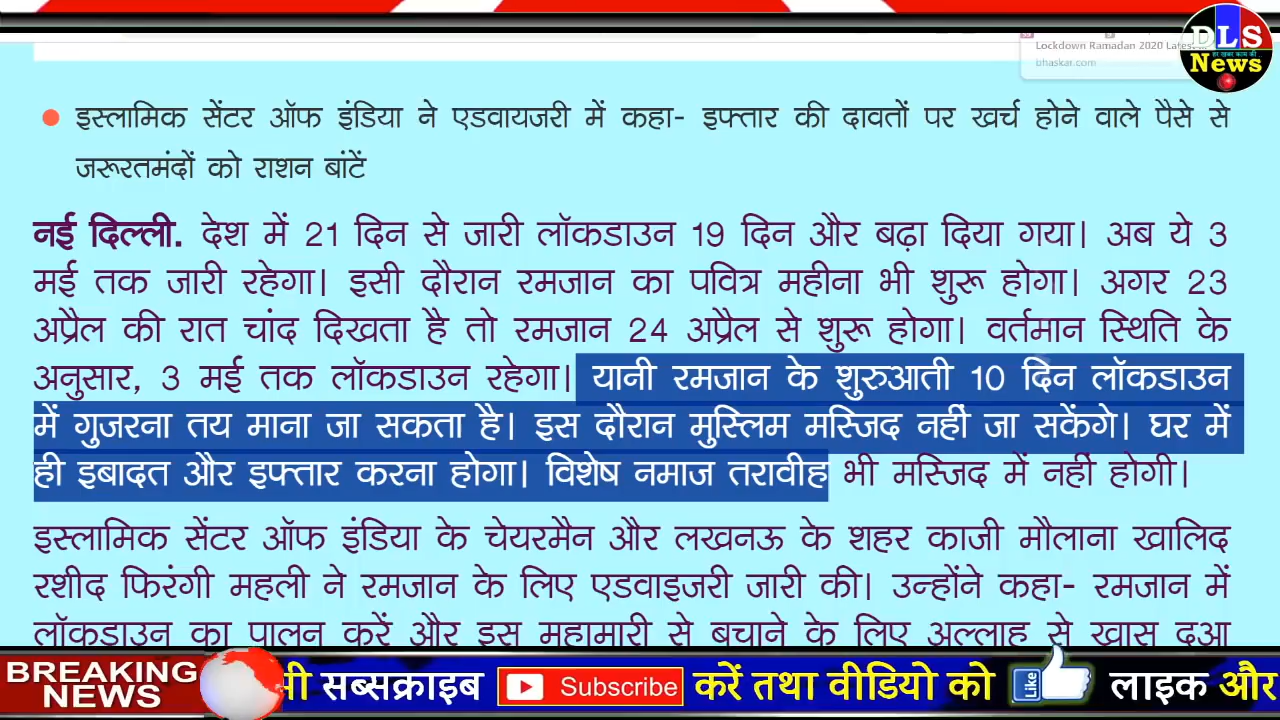 DLS
हर खबर काम की
News
Lockdown Ramadan 2020 Latest
bhaskar.com
इस्लामिक सेंटर ऑफ इंडिया ने एडवायजरी में कहा- इफ्तार की दावतों पर खर्च होने वाले पैसे से
जरूरतमंदों को राशन बांटें
नई दिल्ली. देश में 21 दिन से जारी लॉकडाउन 19 दिन और बढ़ा दिया गया। अब ये 3
मई तक जारी रहेगा। इसी दौरान रमजान का पवित्र महीना भी शुरू होगा। अगर 23
अप्रैल की रात चांद दिखता है तो रमजान 24 अप्रैल से शुरू होगा। वर्तमान स्थिति के
अनुसार, 3 मई तक लॉकडाउन रहेगा। यानी रमजान के शुरुआती 10 दिन लॉकडाउन
में गुजरना तय माना जा सकता है। इस दौरान मुस्लिम मस्जिद नहीं जा सकेंगे। घर में
ही इबादत और इफ्तार करना होगा। विशेष नमाज तरावीह भी मस्जिद में नहीं होगी।
इस्लामिक सेंटर ऑफ इंडिया के चेयरमैन और लखनऊ के शहर काजी मौलाना खालिद
रशीद फिरंगी महली ने रमजान के लिए एडवाइजरी जारी की। उन्होंने कहा- रमजान में
लॉकडाउन का पालन करें और इस महामारी से बचाने के लिए अल्लाह से खास दुआ
BREAKING
NEWS
सब्सक्राइब Subscribe करें तथा वीडियो को Like लाइक और